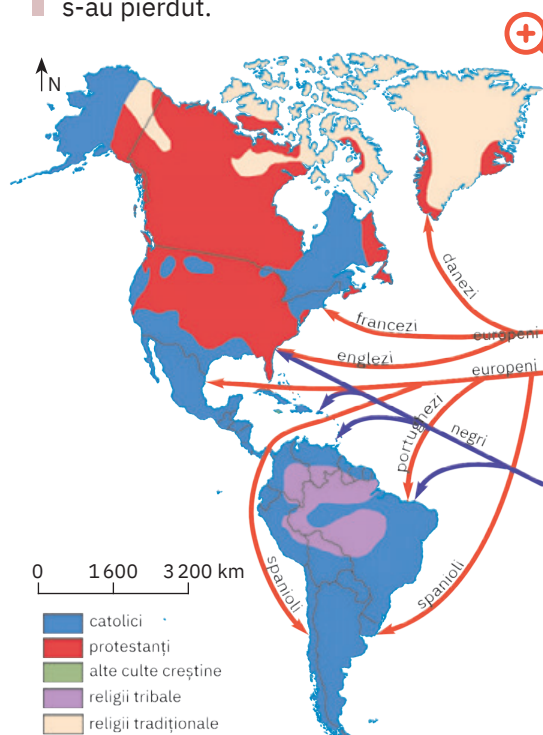 s-au pierdut.
N
danezi
francezi
europeni
englezi
europeni
portughezi
negri
spanioli
spanioli
0 1 600 3 200 km
catolici
protestanți
alte culte creștine
religii tribale
religii tradiționale